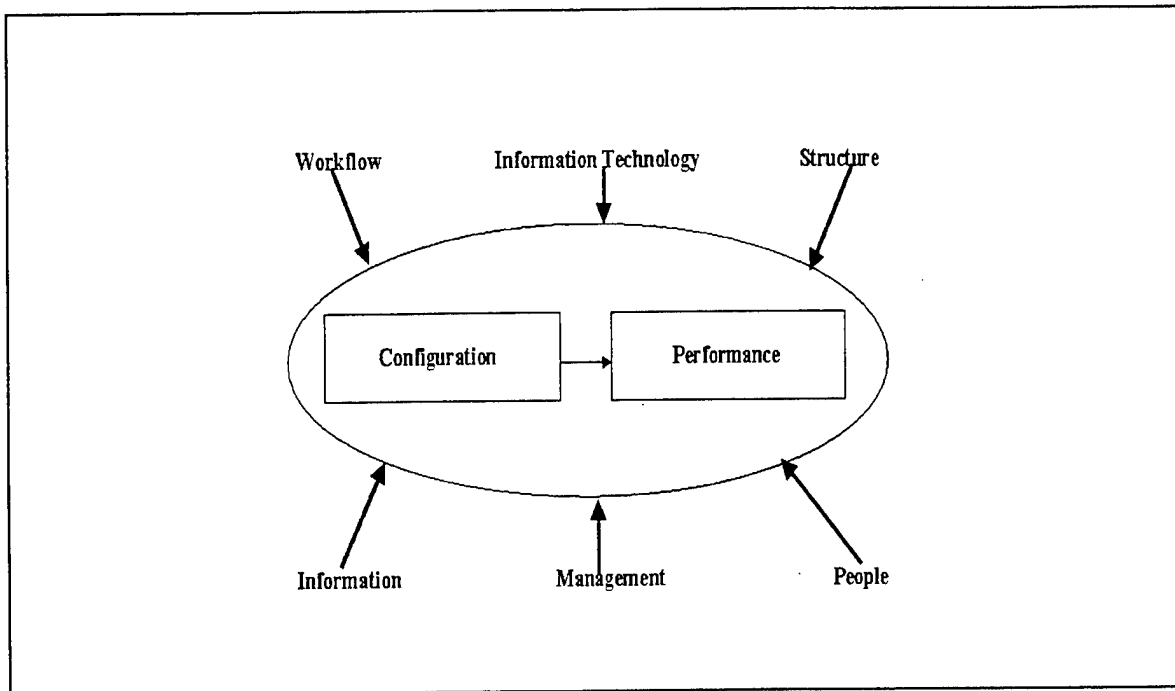 Workflow
Information Technology
Structure
Configuration
Performance
Information
Management
People